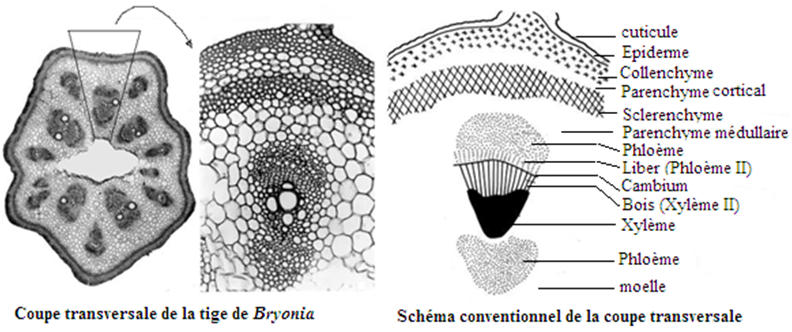 cuticule
Epiderme
Collenchyme
Parenchyme cortical
Sclerenchyme
Parenchyme médullaire
Phloème
Liber (Phloème II)
Cambium
Bois (Xylème II)
Xylème
Phloème
moelle
Coupe transversale de la tige de Bryonia
Schéma conventionnel de la coupe transversale